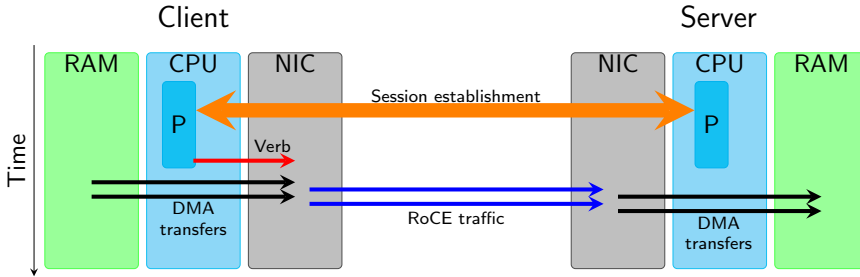 Client
Server
RAM
CPU
NIC
NIC
CPU
RAM
Session establishment
P
P
Verb
Time
DMA
transfers
RoCE traffic
DMA
transfers